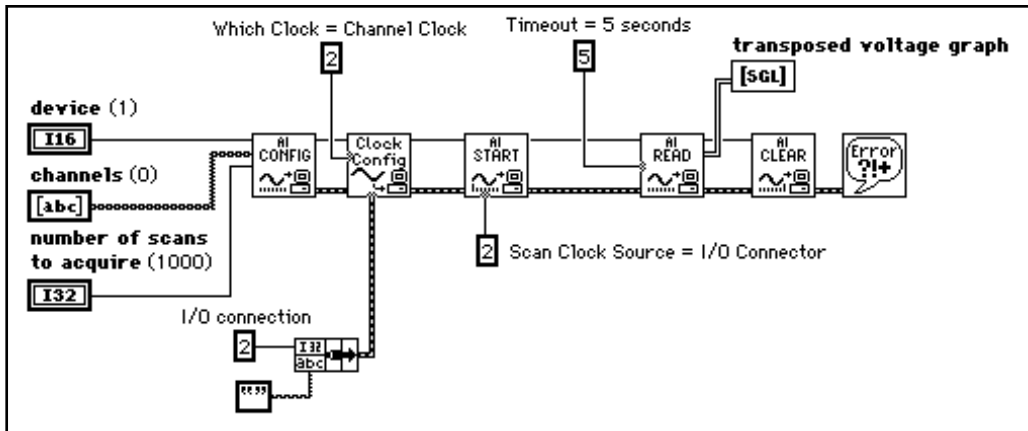 Which Clock = Channel Clock
2
Timeout = 5 seconds
5
transposed voltage graph
[SGL]
device (1)
I16
channels (0)
[abc]
number of scans
to acquire (1000)
I32
AI
CONFIG
Clock
Config
AI
START
AI
READ
AI
CLEAR
Error
?!+
2
Scan Clock Source = I/O Connector
I/O connection
2
I32
abc
""